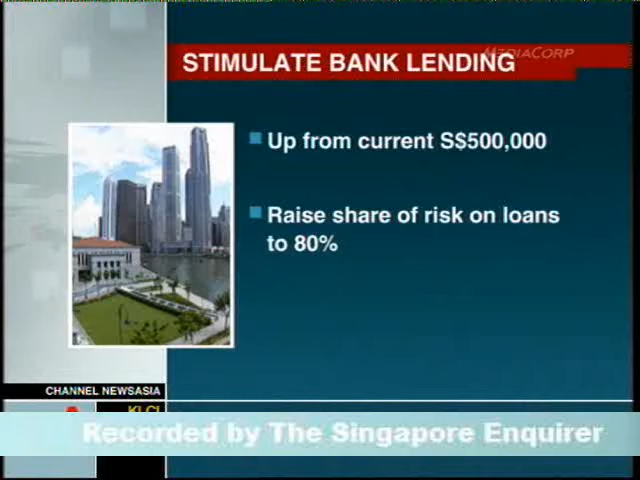 MEDIACORP
STIMULATE BANK LENDING
Up from current S$500,000
Raise share of risk on loans
to 80%
CHANNEL NEWSASIA
KLCI
Recorded by The Singapore Enquirer